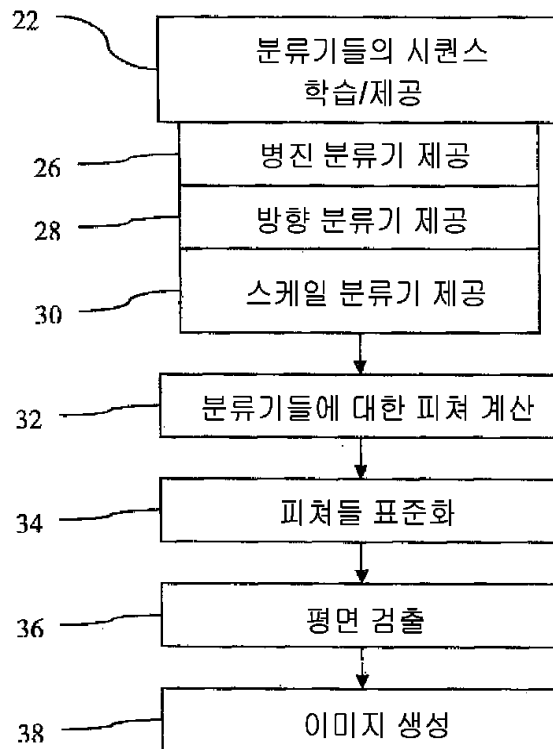 22
분류기들의 시퀀스
학습/제공
26
병진 분류기 제공
28
방향 분류기 제공
30
스케일 분류기 제공
32
분류기들에 대한 피쳐 계산
34
피쳐들 표준화
36
평면 검출
38
이미지 생성